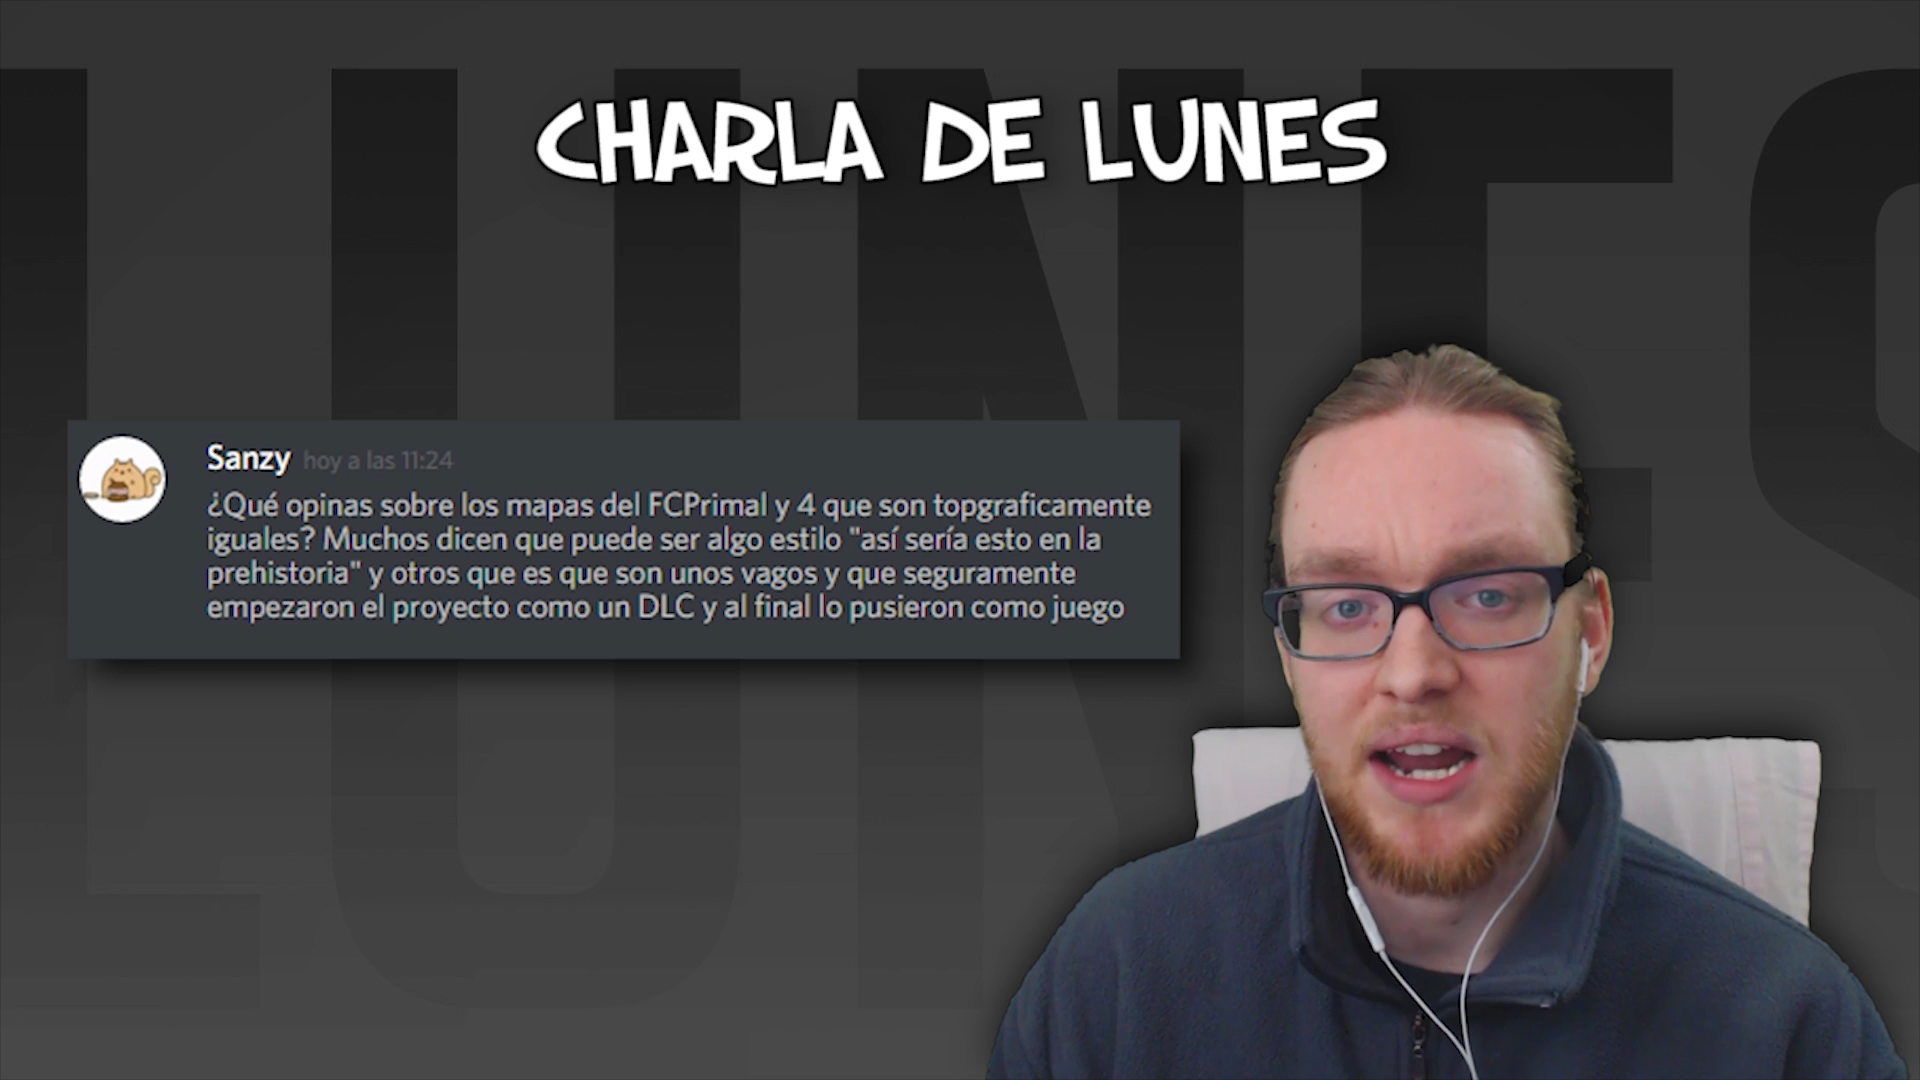 CHARLA DE LUNES
Sanzy hoy a las 11:24
¿Qué opinas sobre los mapas del FCPrimal y 4 que son topgraficamente
iguales? Muchos dicen que puede ser algo estilo "así sería esto en la
prehistoria" y otros que es que son unos vagos y que seguramente
empezaron el proyecto como un DLC y al final lo pusieron como juego
LUNES